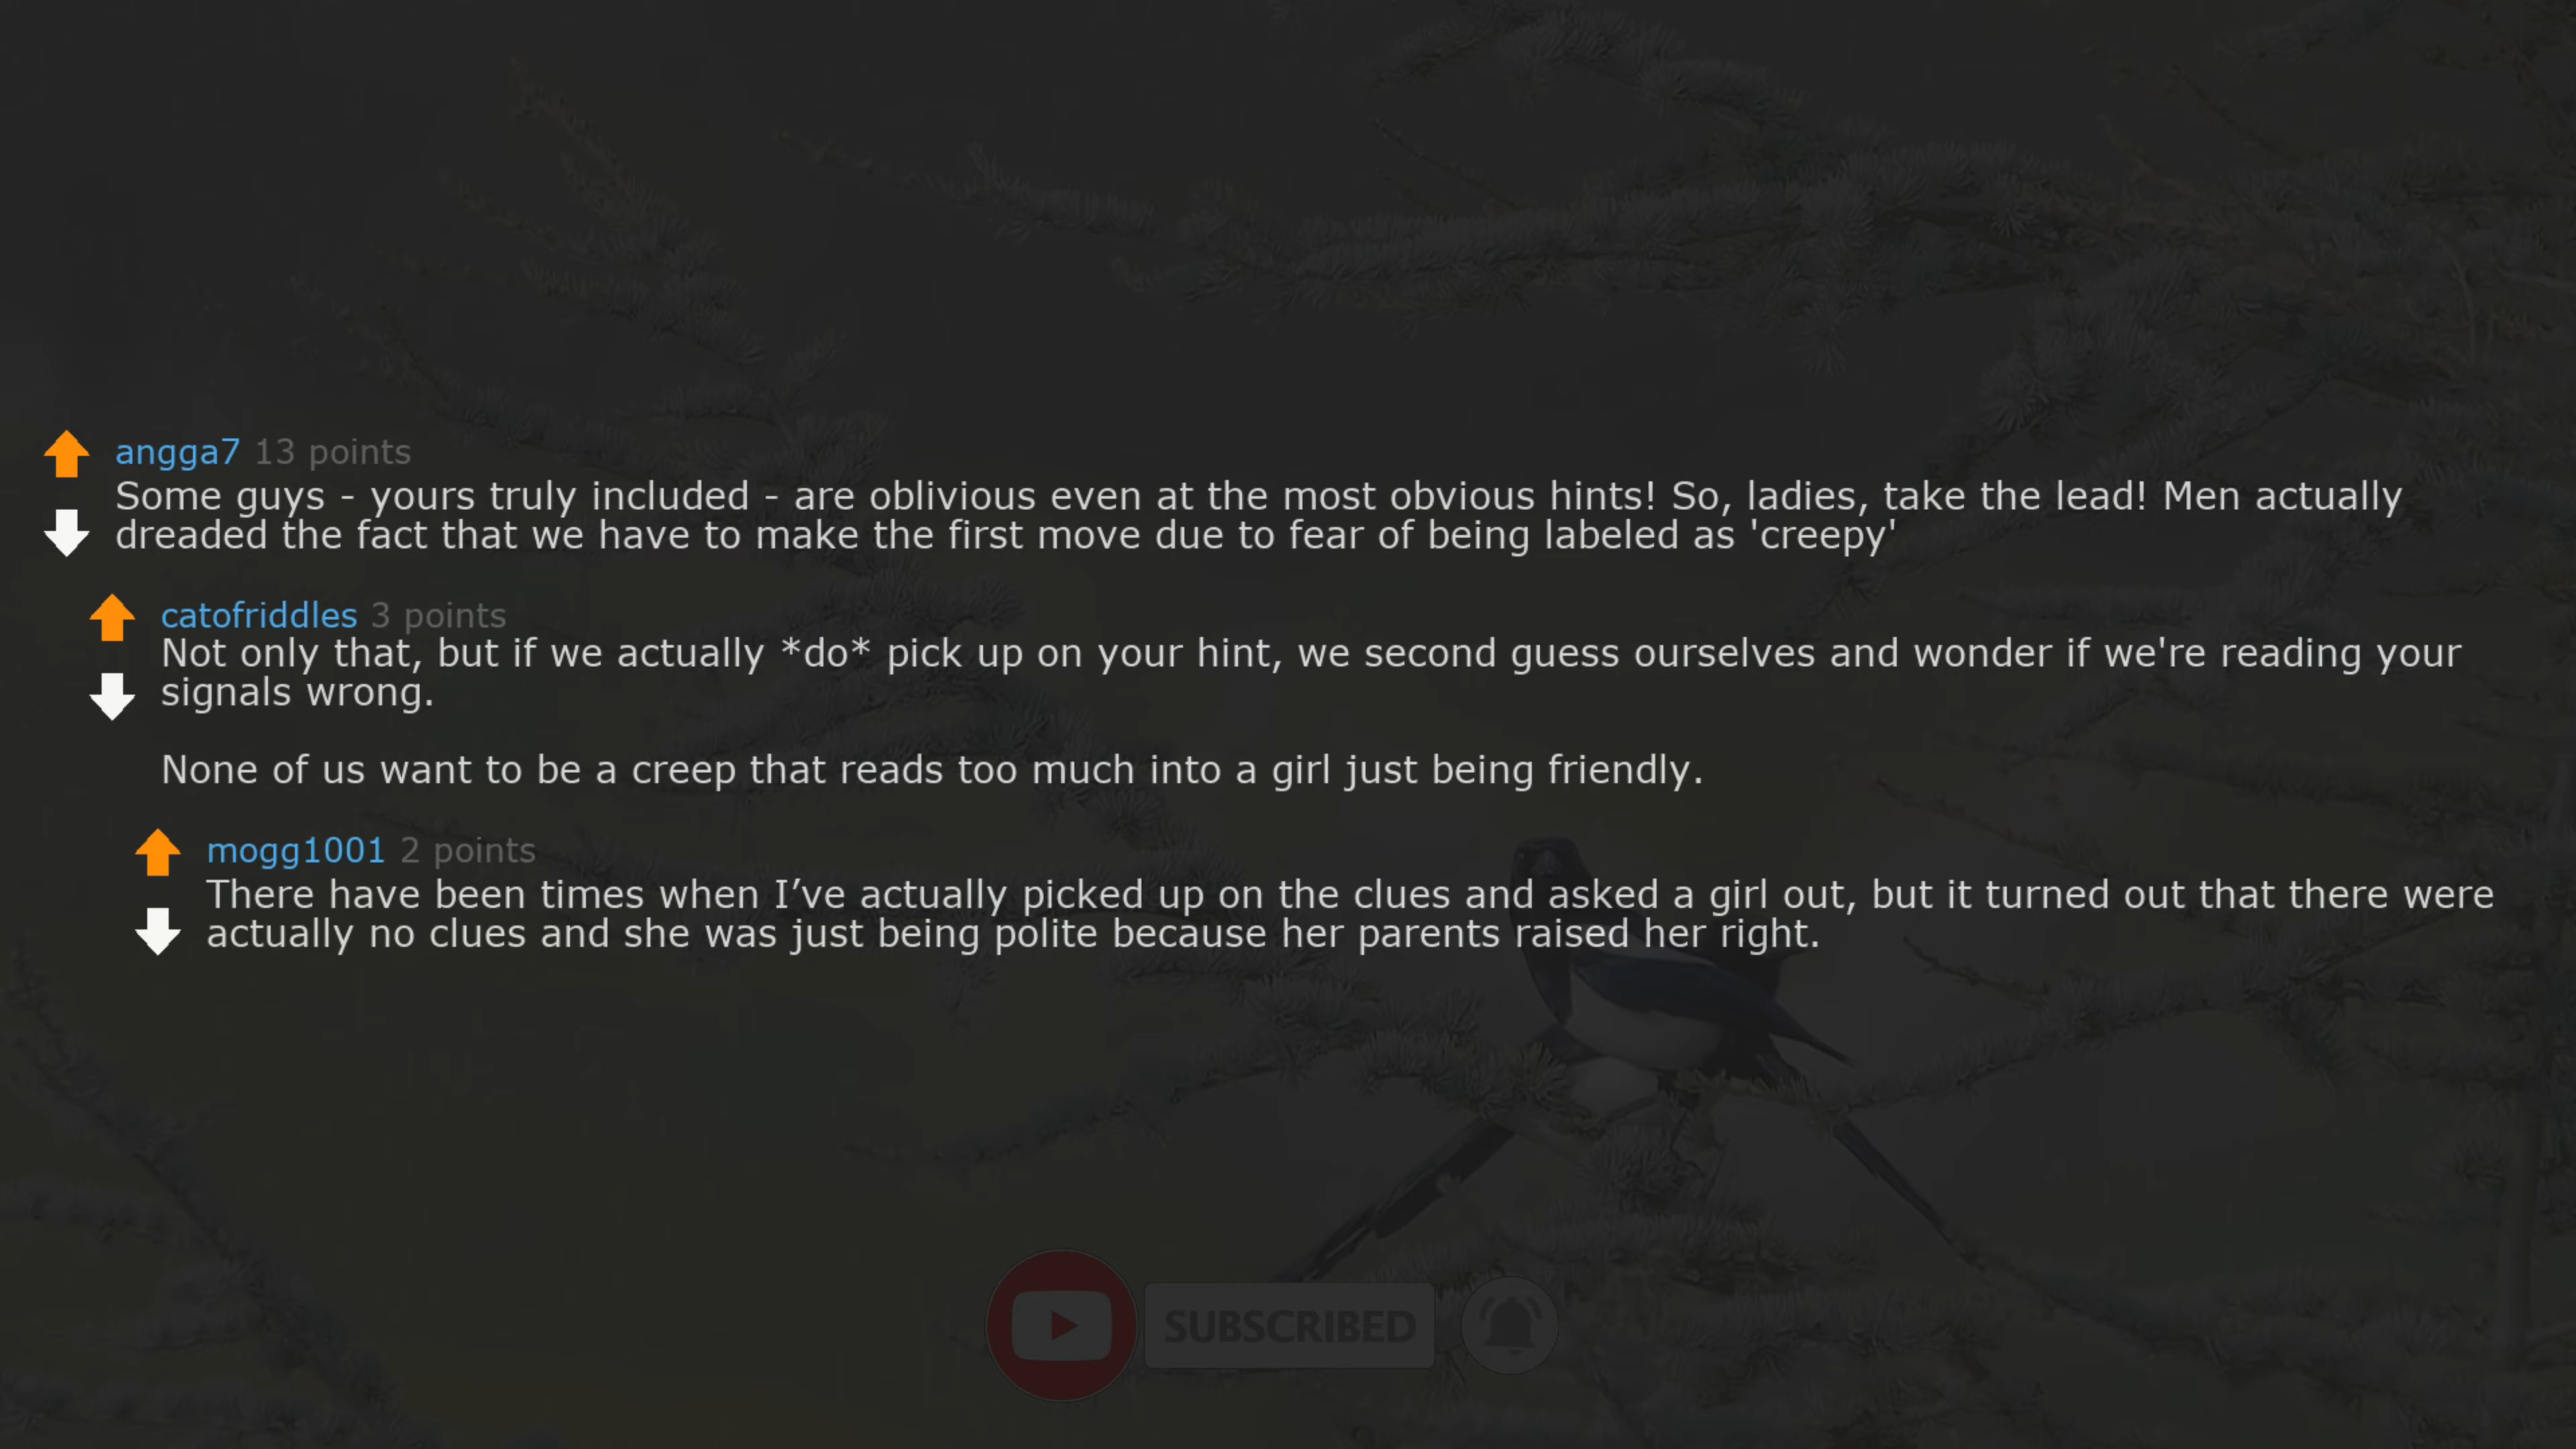 angga7 13 points
Some guys - yours truly included - are oblivious even at the most obvious hints! So, ladies, take the lead! Men actually
dreaded the fact that we have to make the first move due to fear of being labeled as 'creepy'
catofriddles 3 points
Not only that, but if we actually *do* pick up on your hint, we second guess ourselves and wonder if we're reading your
signals wrong.
None of us want to be a creep that reads too much into a girl just being friendly.
mogg1001 2 points
There have been times when I’ve actually picked up on the clues and asked a girl out, but it turned out that there were
actually no clues and she was just being polite because her parents raised her right.
SUBSCRIBED